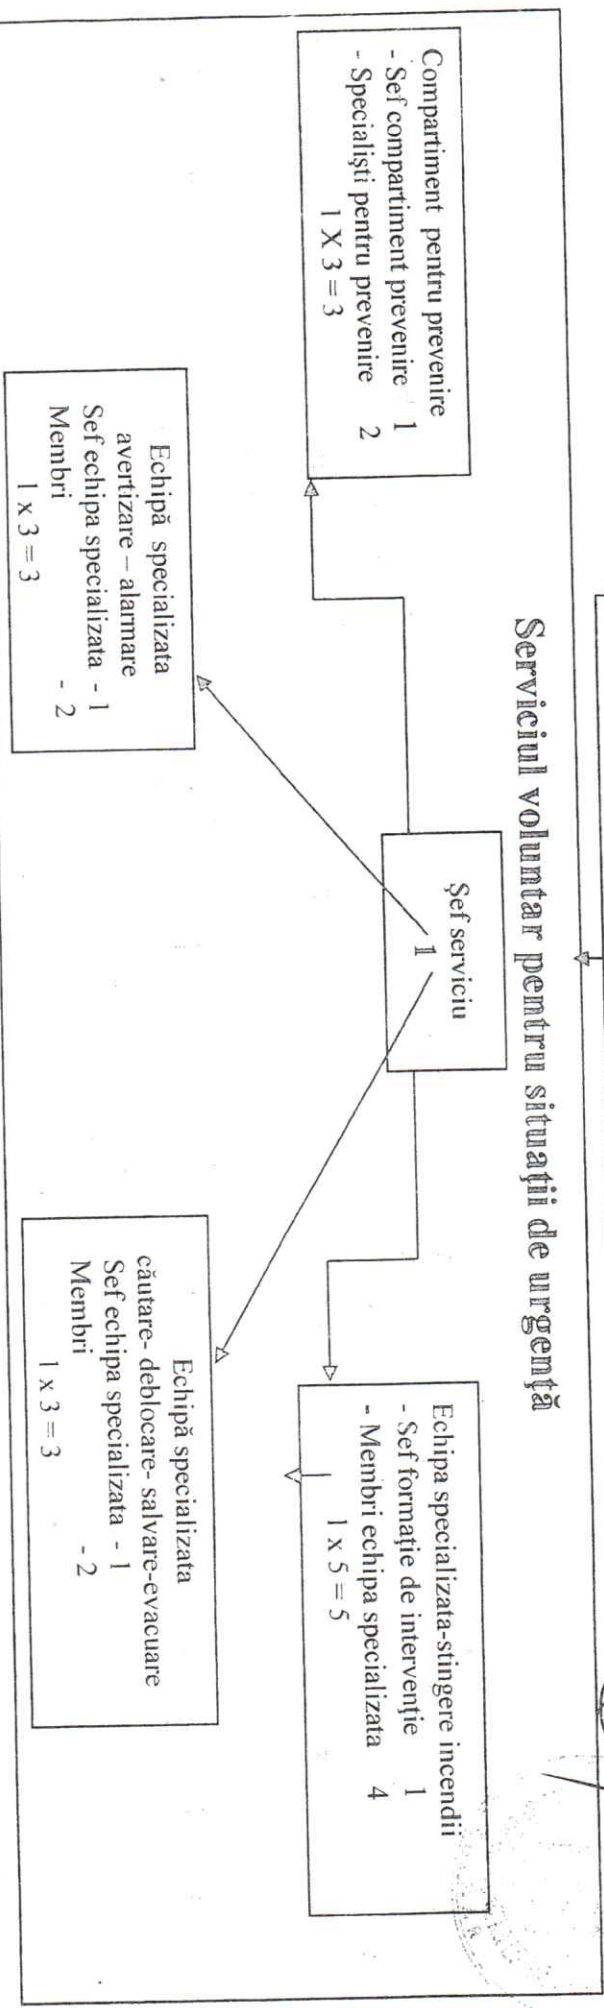 Serviciul voluntar pentru situații de urgență
Şef serviciu
1
Compartiment pentru prevenire
- Sef compartiment prevenire 1
- Specialişti pentru prevenire 2
1 X 3 = 3
Echipa specializata-stingere incendii
- Sef formaţie de intervenţie 1
- Membri echipa specializata 4
1 x 5 = 5
Echipă specializata
avertizare – alarmare
Sef echipa specializata - 1
Membri - 2
1 x 3 = 3
Echipă specializata
căutare- deblocare- salvare-evacuare
Sef echipa specializata - 1
Membri - 2
1 x 3 = 3